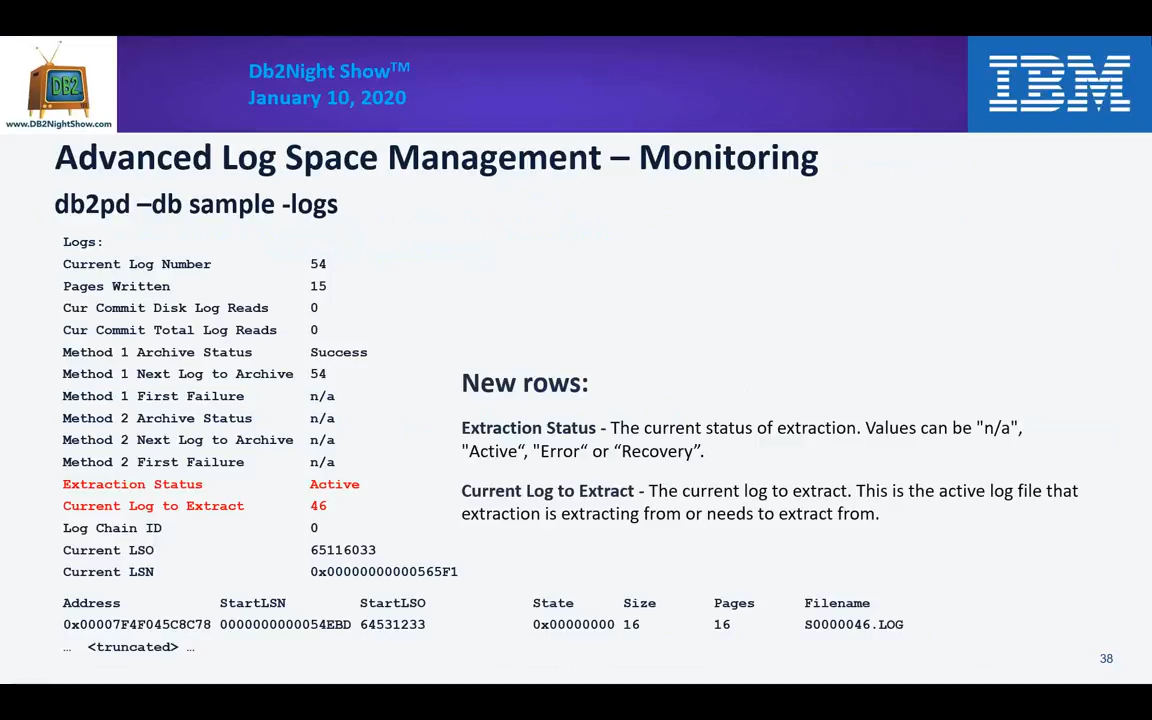 Db2Night Show™
January 10, 2020
IBM
DB2
www.DB2NightShow.com
Advanced Log Space Management – Monitoring
db2pd –db sample -logs
Logs:
Current Log Number 54
Pages Written 15
Cur Commit Disk Log Reads 0
Cur Commit Total Log Reads 0
Method 1 Archive Status Success
Method 1 Next Log to Archive 54
Method 1 First Failure n/a
Method 2 Archive Status n/a
Method 2 Next Log to Archive n/a
Method 2 First Failure n/a
Extraction Status Active
Current Log to Extract 46
Log Chain ID 0
Current LSO 65116033
Current LSN 0x00000000000565F1
New rows:
Extraction Status - The current status of extraction. Values can be "n/a",
"Active“, "Error“ or “Recovery”.
Current Log to Extract - The current log to extract. This is the active log file that
extraction is extracting from or needs to extract from.
Address StartLSN StartLSO State Size Pages Filename
0x00007F4F045C8C78 0000000000054EBD 64531233 0x00000000 16 16 S0000046.LOG
… <truncated> …
38